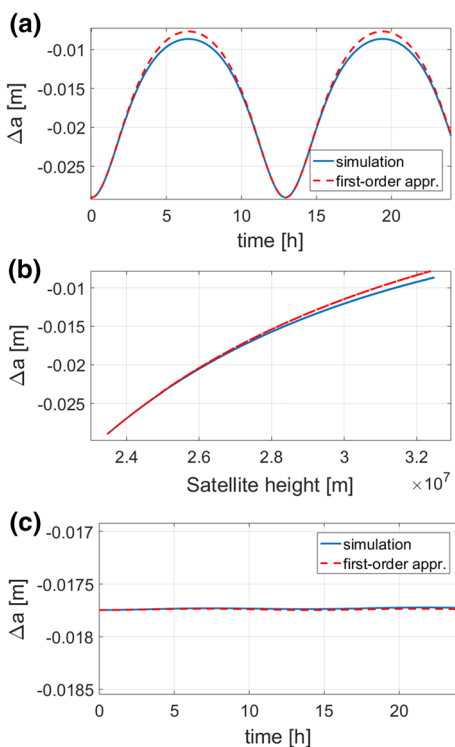 (a)
Δa [m]
-0.01
-0.015
-0.02
-0.025
simulation
first-order appr.
0
5
10
15
20
time [h]
(b)
Δa [m]
-0.01
-0.015
-0.02
-0.025
2.4
2.6
2.8
3
3.2
Satellite height [m]
×10⁷
(c)
Δa [m]
-0.017
-0.0175
-0.018
-0.0185
simulation
first-order appr.
0
5
10
15
20
time [h]